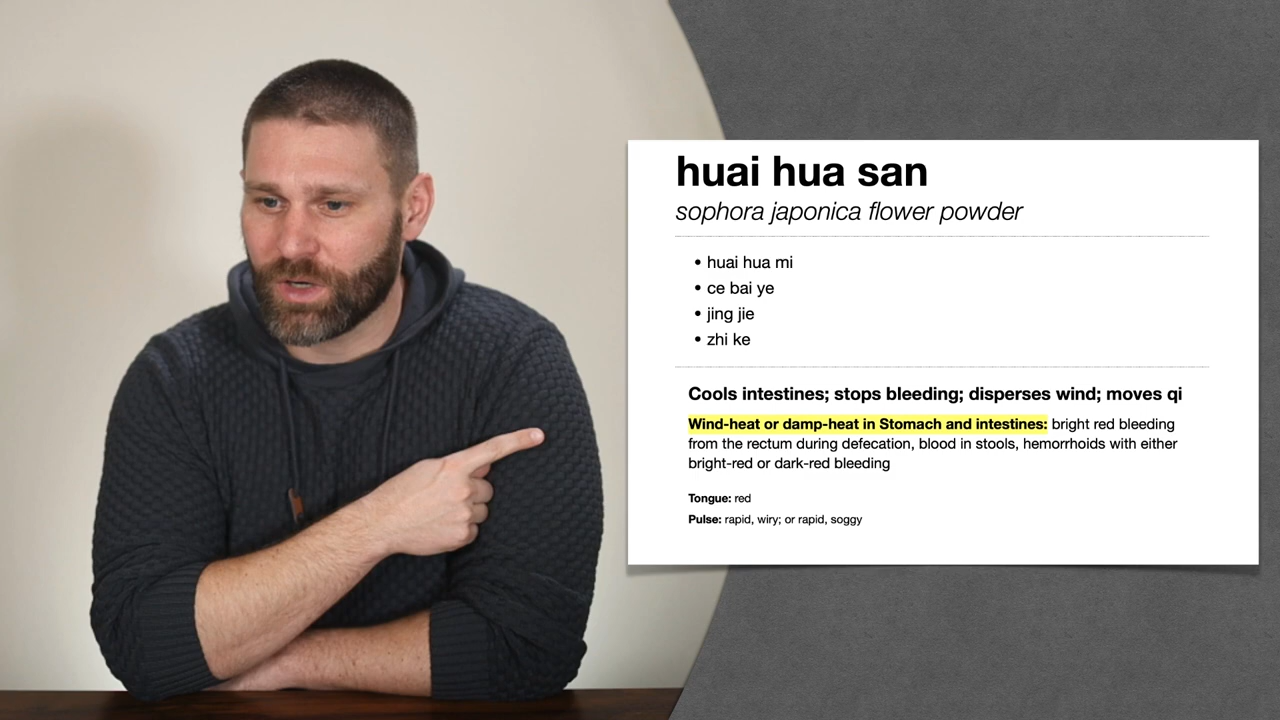 huai hua san
sophora japonica flower powder
• huai hua mi
• ce bai ye
• jing jie
• zhi ke
Cools intestines; stops bleeding; disperses wind; moves qi
Wind-heat or damp-heat in Stomach and intestines: bright red bleeding
from the rectum during defecation, blood in stools, hemorrhoids with either
bright-red or dark-red bleeding
Tongue: red
Pulse: rapid, wiry; or rapid, soggy